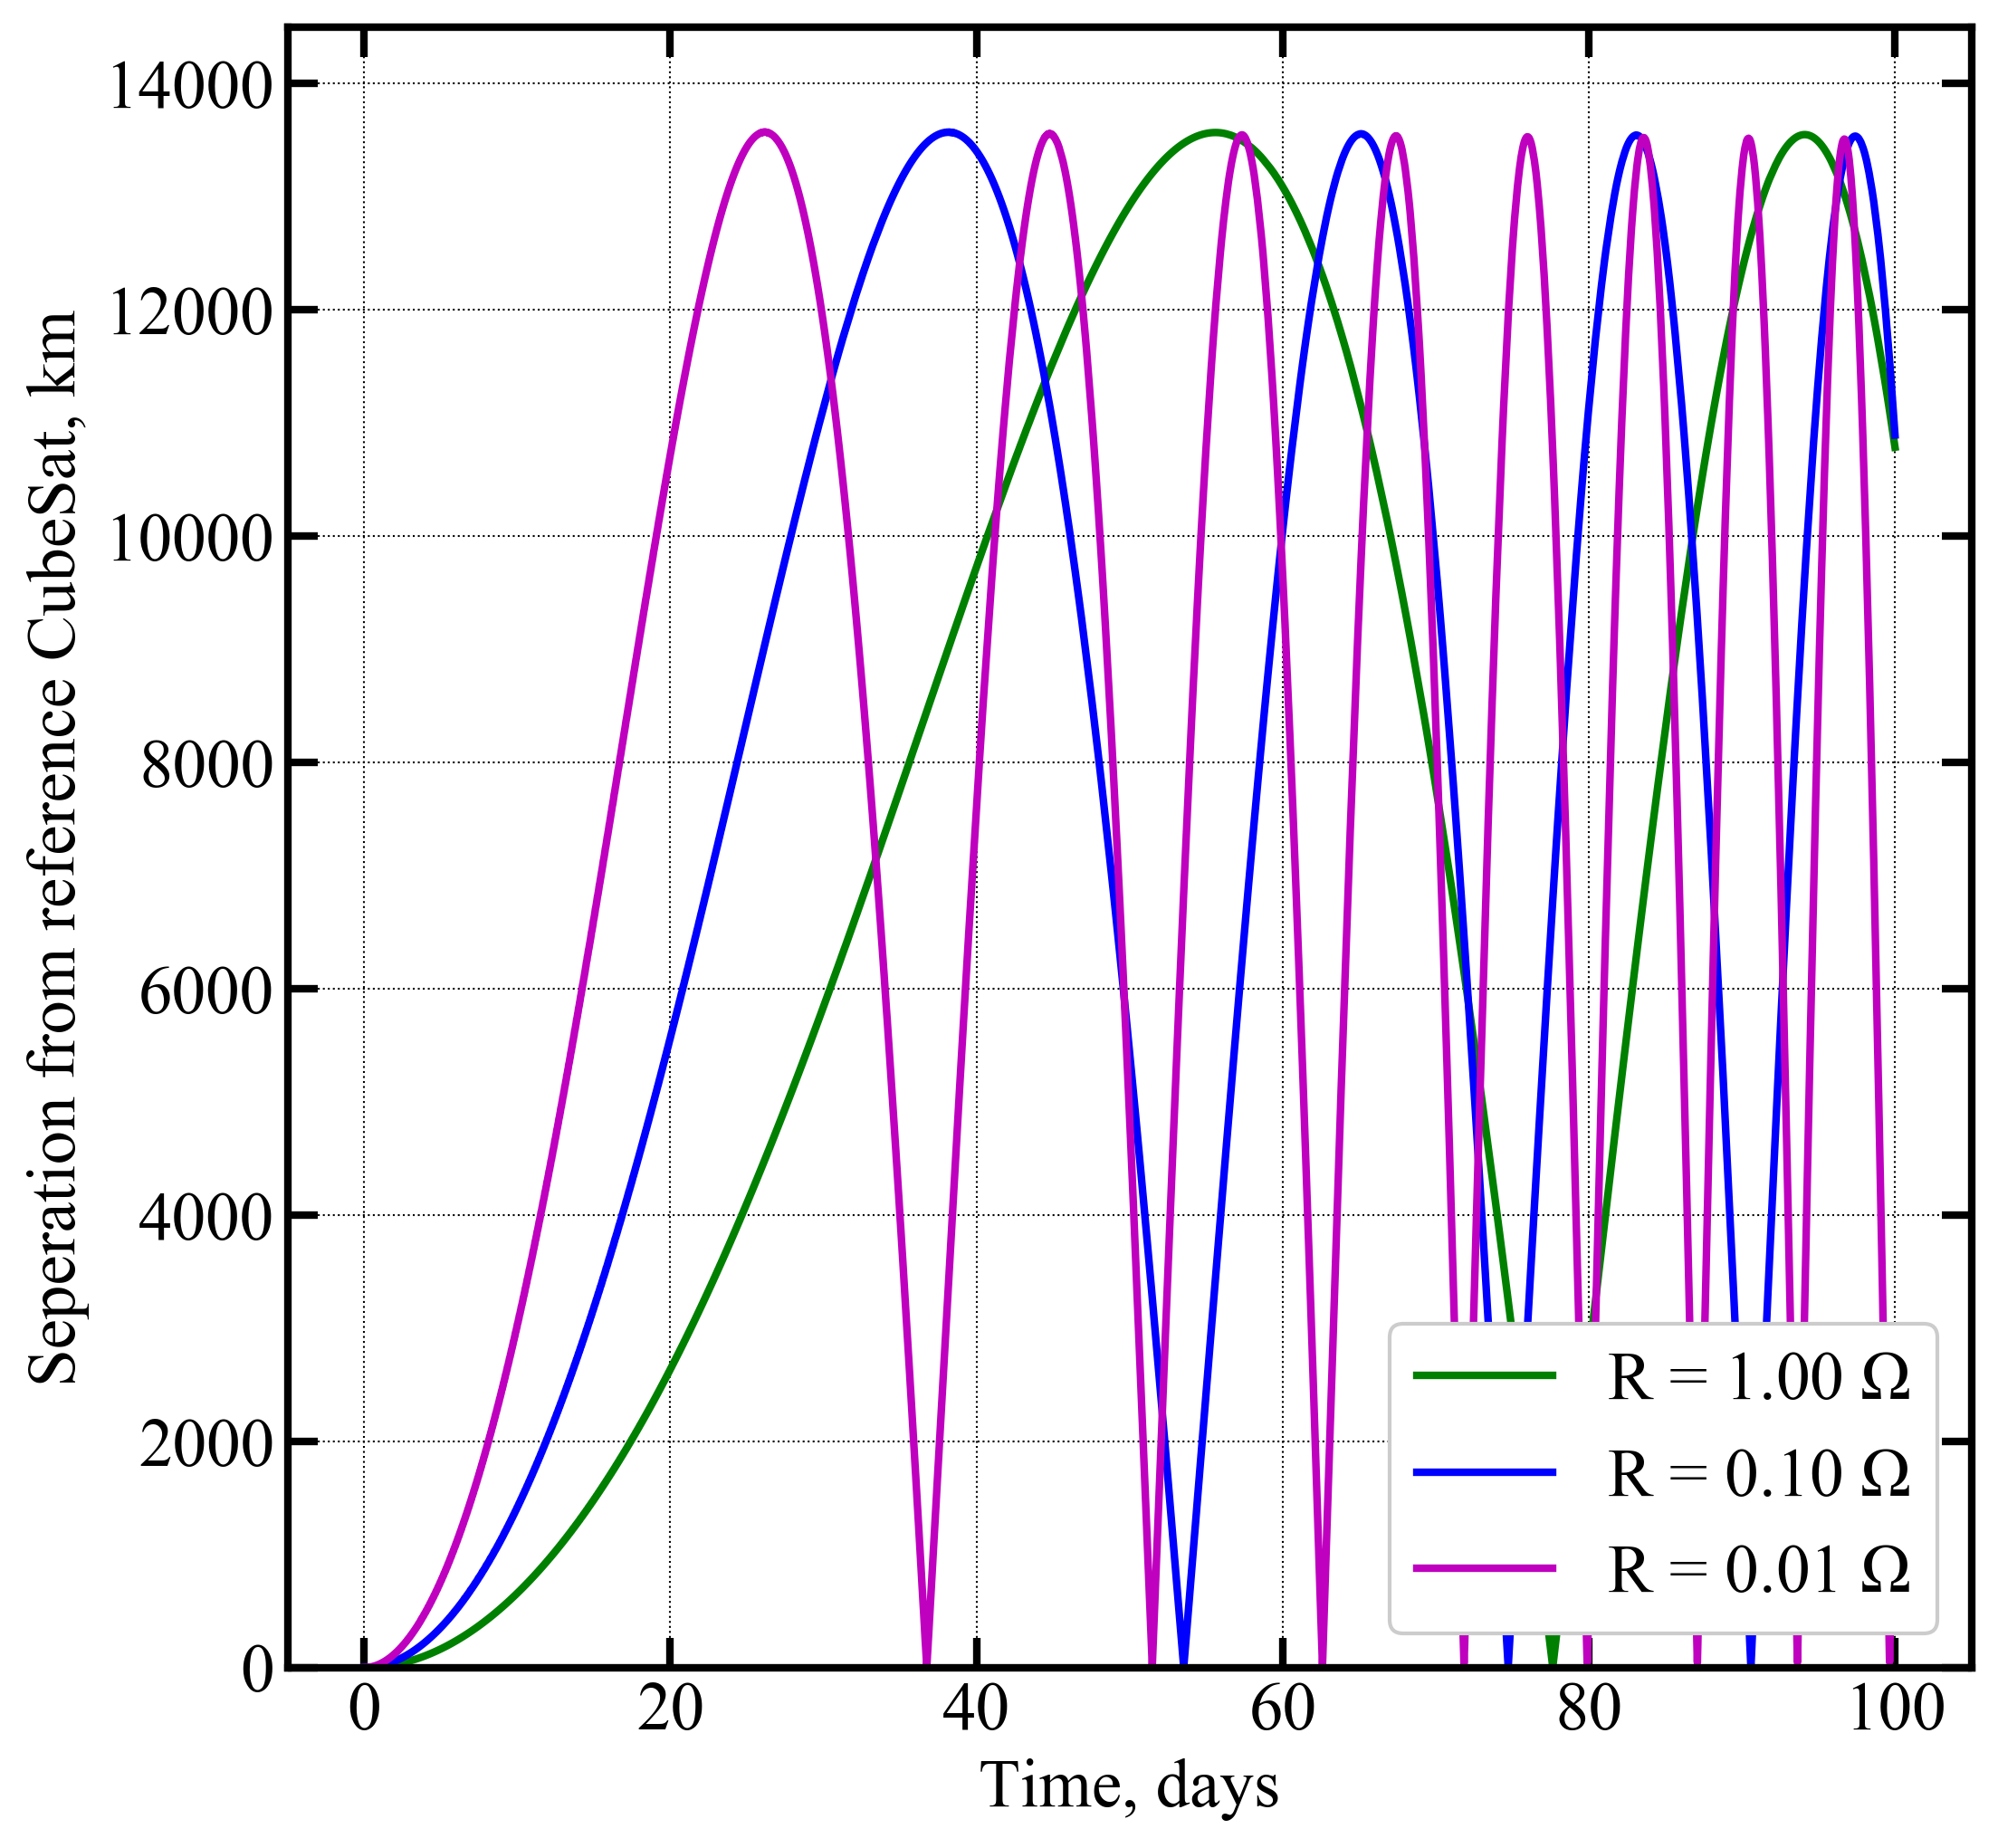 14000
12000
10000
8000
6000
4000
2000
0
Seperation from reference CubeSat, km
R = 1.00 Ω
R = 0.10 Ω
R = 0.01 Ω
0 20 40 60 80 100
Time, days